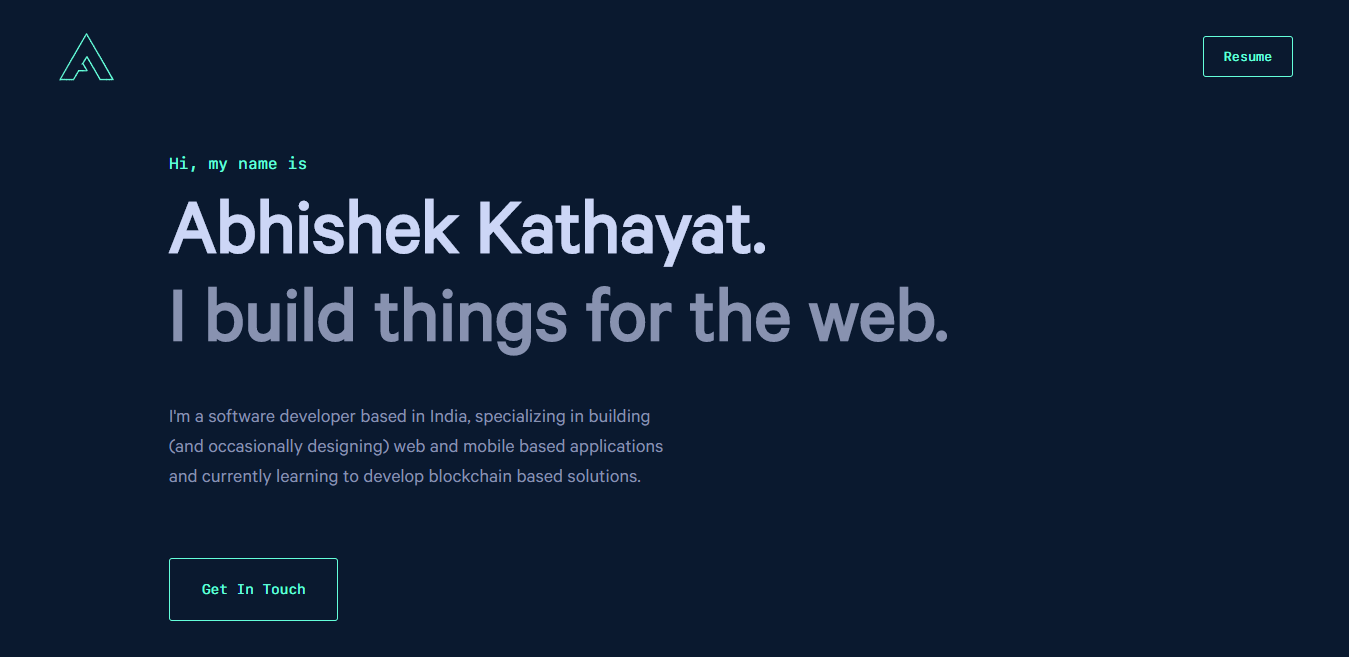 Resume
Hi, my name is
Abhishek Kathayat.
I build things for the web.
I'm a software developer based in India, specializing in building
(and occasionally designing) web and mobile based applications
and currently learning to develop blockchain based solutions.
Get In Touch